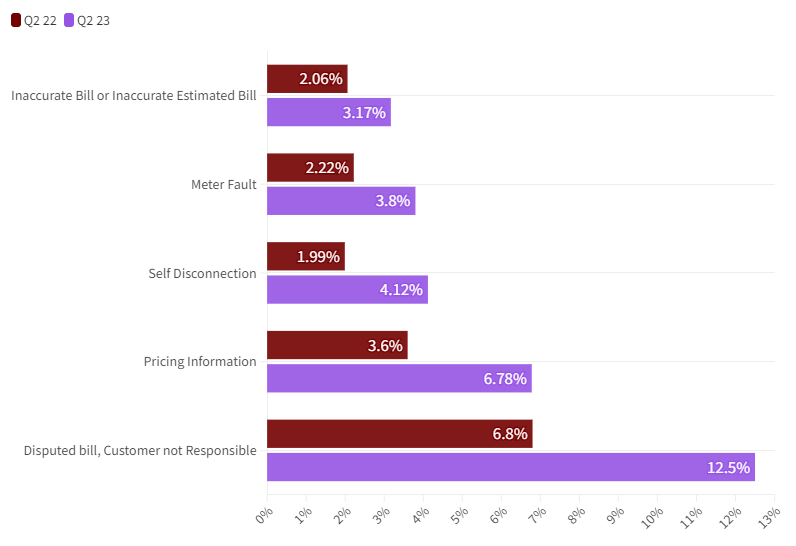 Q2 22 Q2 23
2.06%
Inaccurate Bill or Inaccurate Estimated Bill
3.17%
2.22%
Meter Fault
3.8%
1.99%
Self Disconnection
4.12%
3.6%
Pricing Information
6.78%
6.8%
Disputed bill, Customer not Responsible
12.5%
0% 1% 2% 3% 4% 5% 6% 7% 8% 9% 10% 11% 12% 13%